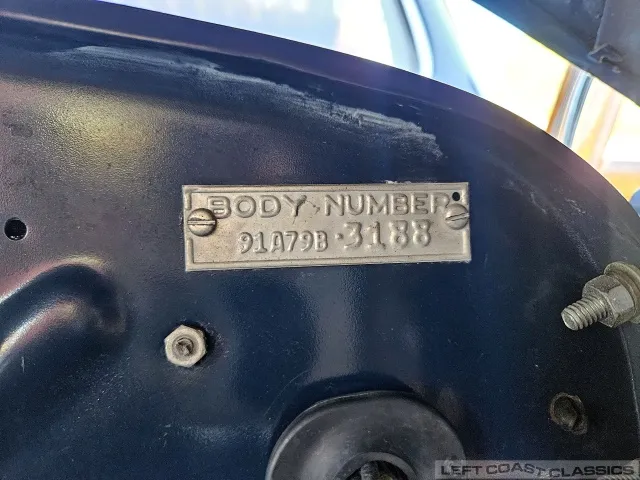 BODY NUMBER
91A79B·3188
LEFT COAST CLASSICS